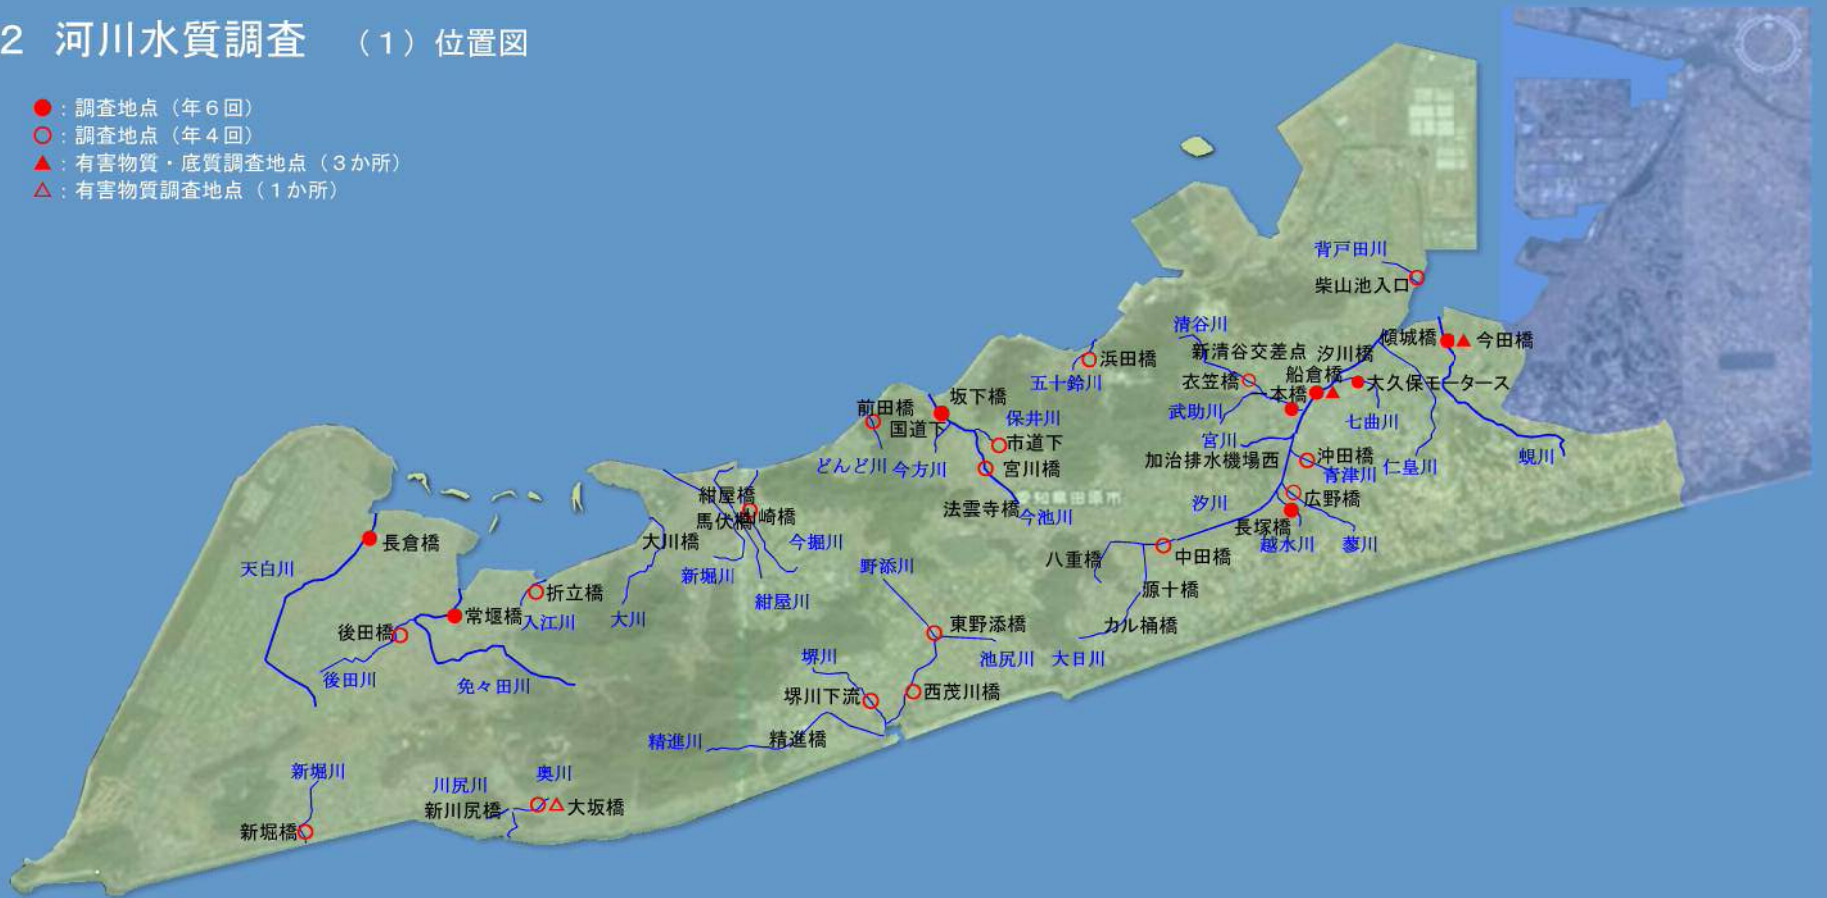 2 河川水質調査 （１）位置図
●：調査地点（年６回）
○：調査地点（年４回）
▲：有害物質・底質調査地点（３か所）
△：有害物質調査地点（１か所）
背戸田川
柴山池入口
清谷川
傾城橋
今田橋
新清谷交差点
汐川橋
浜田橋
五十鈴川
衣笠橋
船倉橋
大久保モータース
本橋
武助川
七曲川
前田橋
坂下橋
国道下
保井川
市道下
宮川
どんど川
今方川
宮川橋
加治排水機場西
沖田橋
青津川
仁皇川
蜆川
広野橋
汐川
法雲寺橋
今池川
愛知県田原市
長塚橋
越水川
蓼川
紺屋橋
馬伏橋
山崎橋
大川橋
今掘川
新堀川
紺屋川
野添川
八重橋
中田橋
源十橋
長倉橋
天白川
常堰橋
折立橋
入江川
大川
後田橋
後田川
免々田川
東野添橋
カル桶橋
池尻川
大日川
堺川
堺川下流
西茂川橋
精進川
精進橋
新堀川
川尻川
奥川
新川尻橋
大坂橋
新堀橋